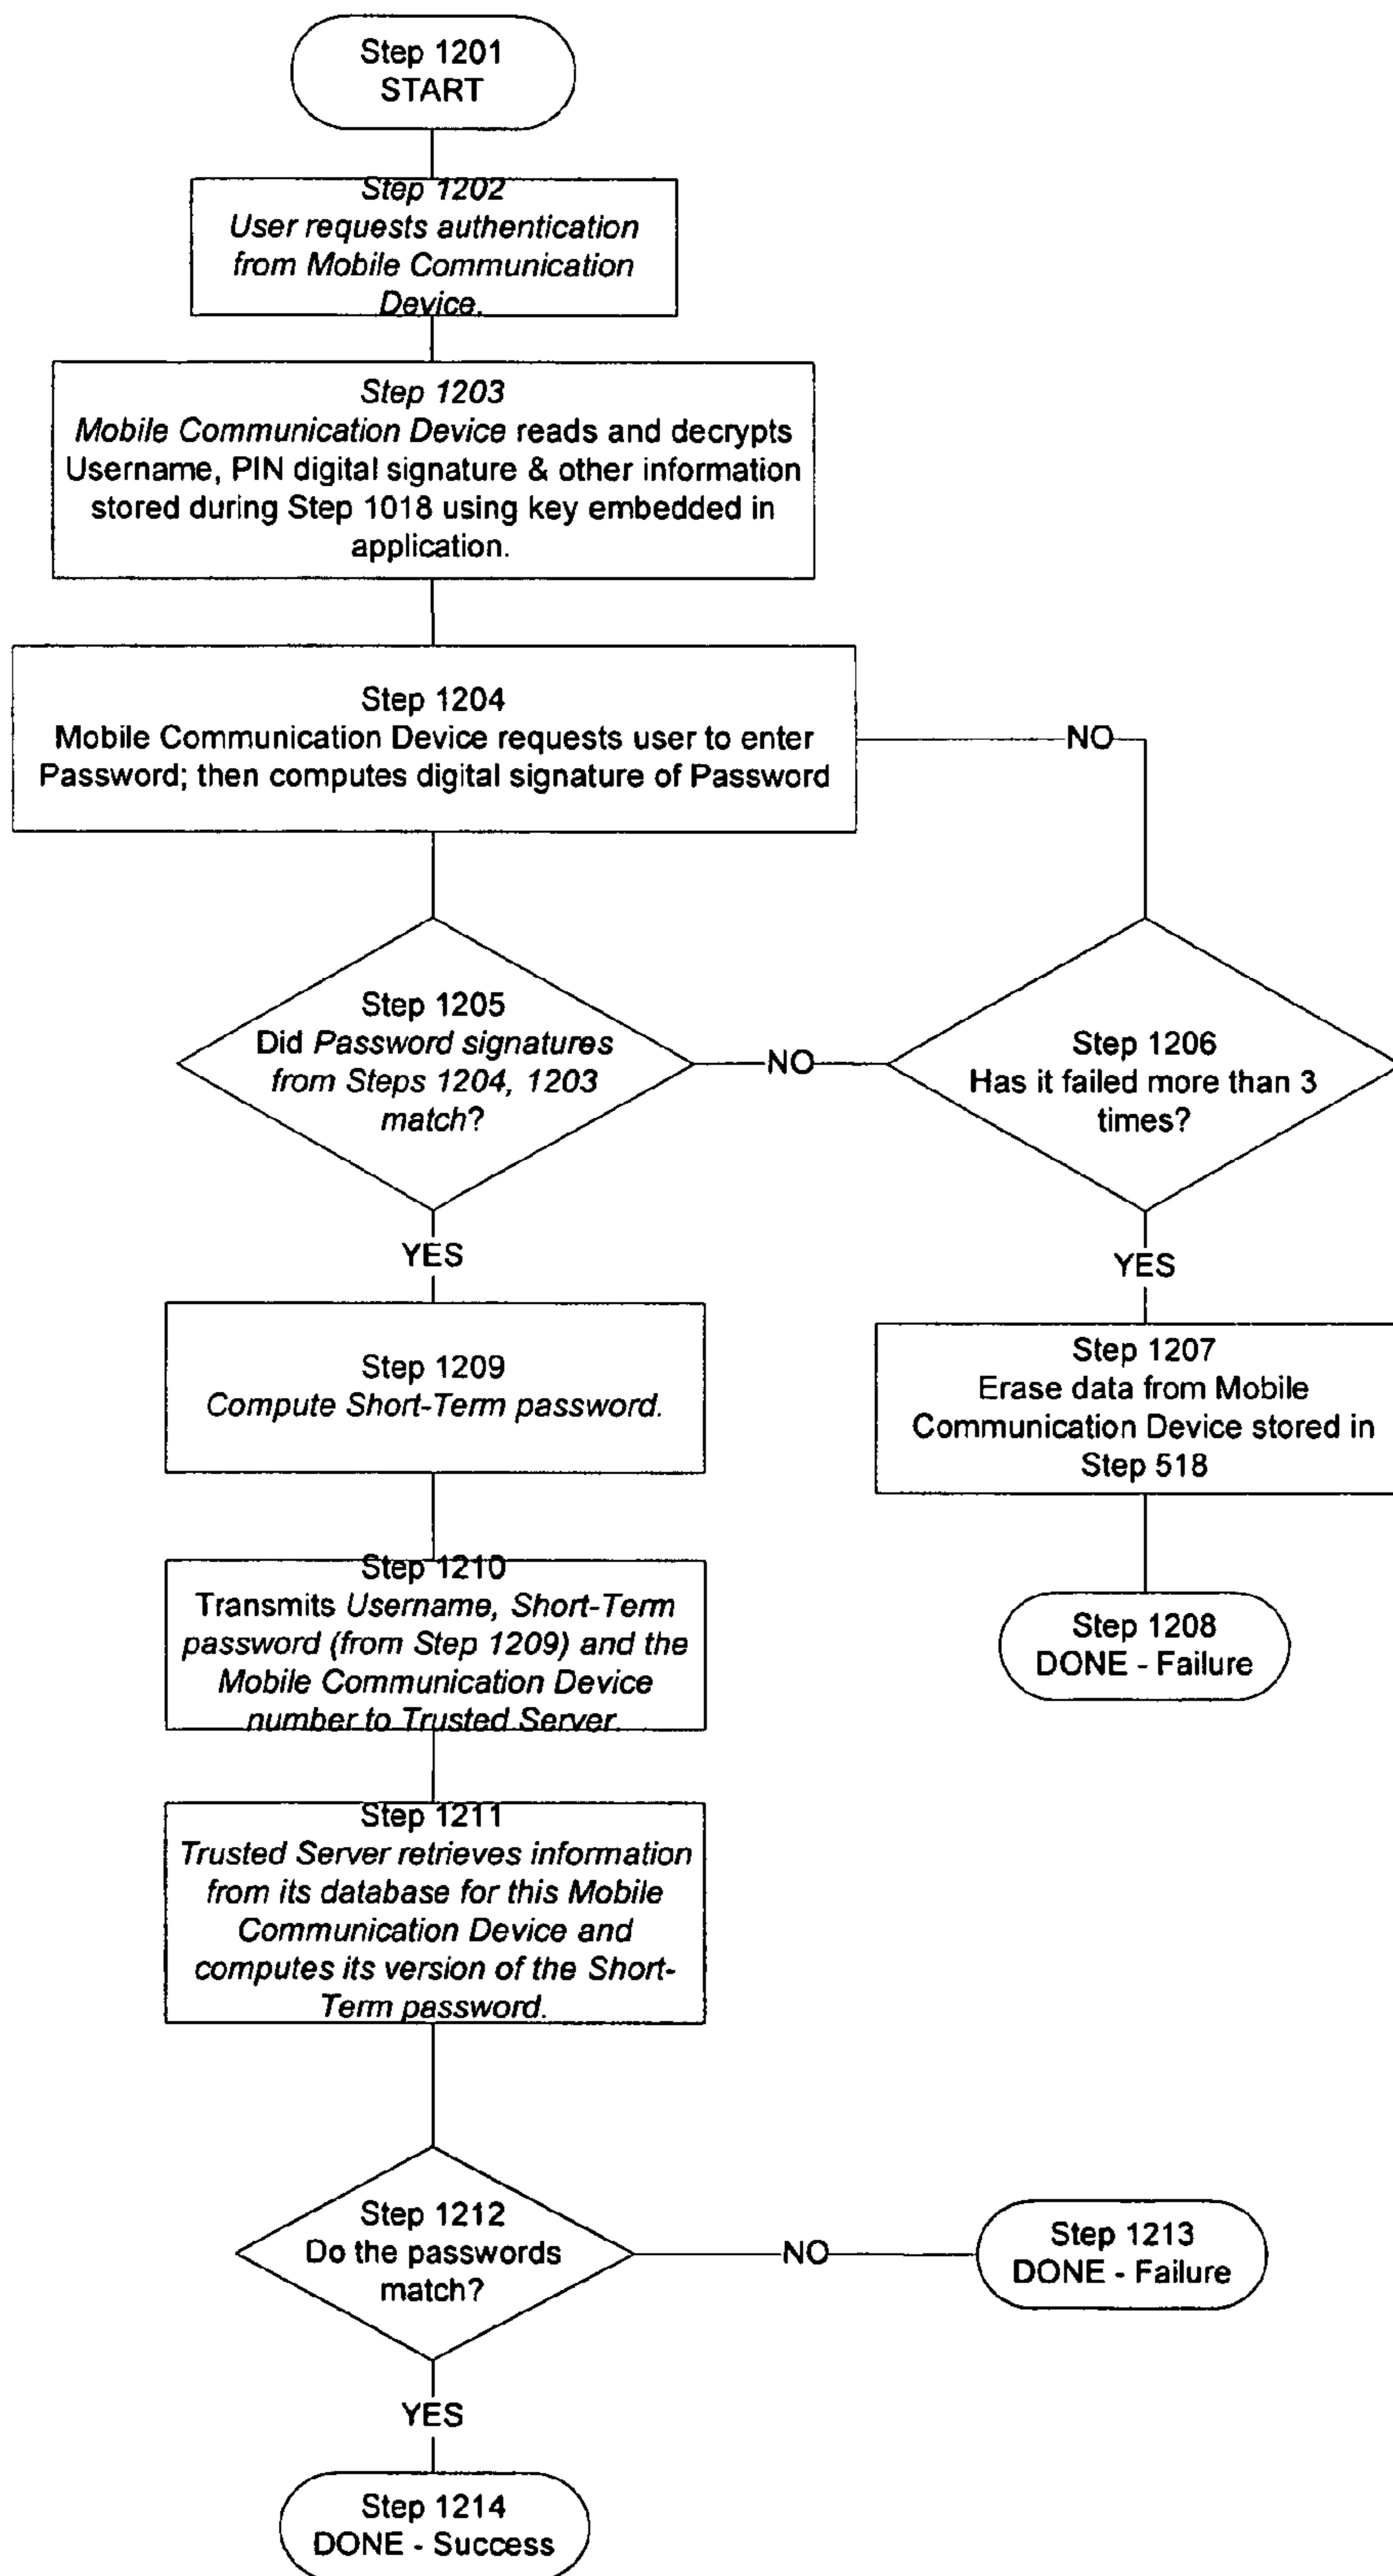 Step 1201
START
Step 1202
User requests authentication
from Mobile Communication
Device.
Step 1203
Mobile Communication Device reads and decrypts
Username, PIN digital signature & other information
stored during Step 1018 using key embedded in
application.
Step 1204
Mobile Communication Device requests user to enter
Password; then computes digital signature of Password
NO
Step 1205
Did Password signatures
from Steps 1204, 1203
match?
NO
Step 1206
Has it failed more than 3
times?
YES
YES
Step 1209
Compute Short-Term password.
Step 1207
Erase data from Mobile
Communication Device stored in
Step 518
Step 1210
Transmits Username, Short-Term
password (from Step 1209) and the
Mobile Communication Device
number to Trusted Server.
Step 1208
DONE - Failure
Step 1211
Trusted Server retrieves information
from its database for this Mobile
Communication Device and
computes its version of the Short-
Term password.
Step 1212
Do the passwords
match?
NO
Step 1213
DONE - Failure
YES
Step 1214
DONE - Success